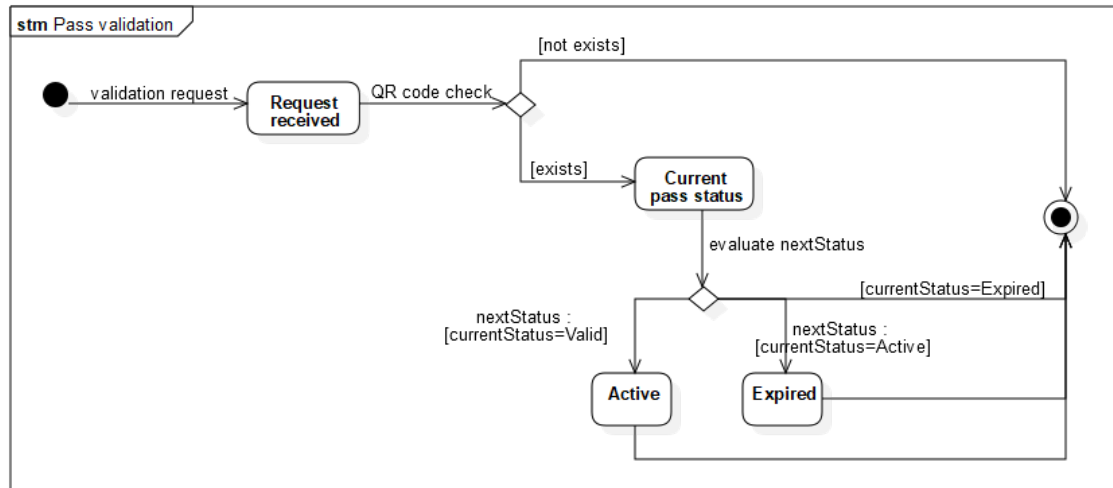 stm Pass validation
[not exists]
validation request
QR code check
Request
received
[exists]
Current
pass status
evaluate nextStatus
[currentStatus=Expired]
nextStatus :
[currentStatus=Valid]
nextStatus :
[currentStatus=Active]
Active
Expired